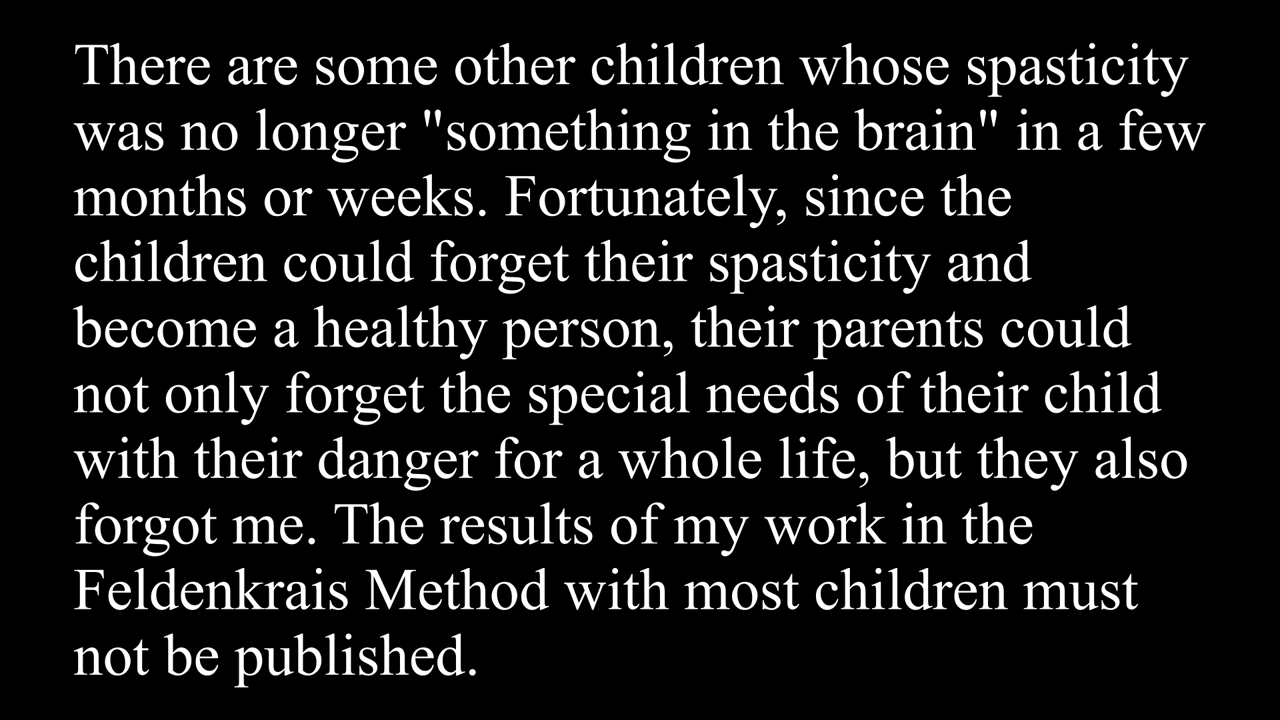 There are some other children whose spasticity
was no longer "something in the brain" in a few
months or weeks. Fortunately, since the
children could forget their spasticity and
become a healthy person, their parents could
not only forget the special needs of their child
with their danger for a whole life, but they also
forgot me. The results of my work in the
Feldenkrais Method with most children must
not be published.